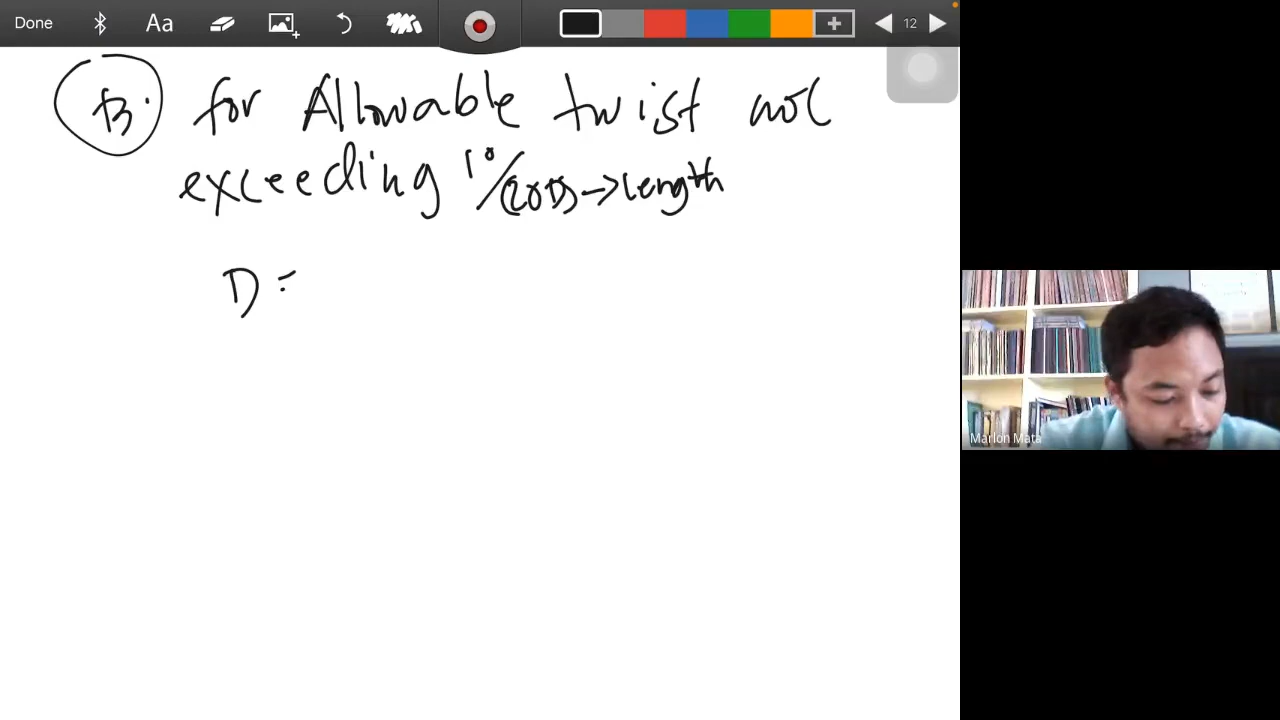 Done Aa 12
B. for Allowable twist not
exceeding 1°/(20D) → length
D =
Marlon Mata